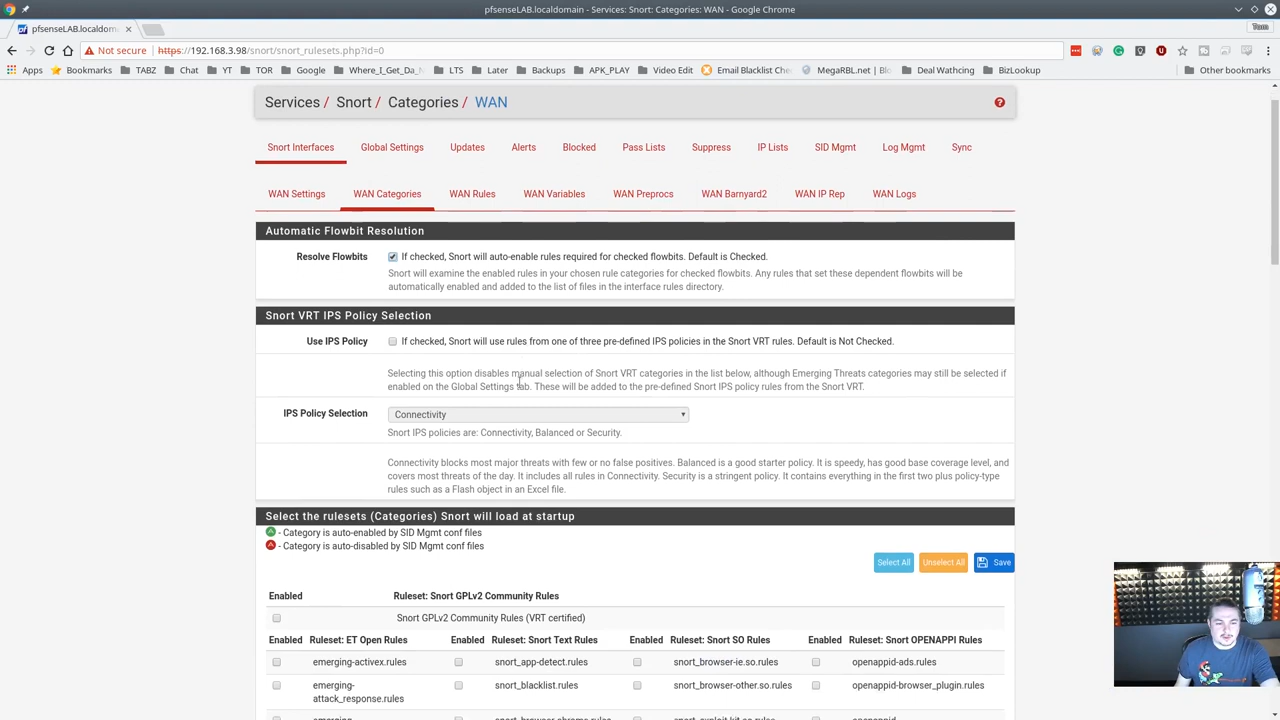 pfsenseLAB.localdomain - Services: Snort: Categories: WAN - Google Chrome
pfsenseLAB.localdom
Tom
Not secure https://192.168.3.98/snort/snort_rulesets.php?id=0
Apps Bookmarks TABZ Chat YT TOR Google Where_I_Get_Da_ LTS Later Backups APK_PLAY Video Edit Email Blacklist Che MegaRBL.net | Blo Deal Wathcing BizLookup Other bookmarks
Services / Snort / Categories / WAN
Snort Interfaces Global Settings Updates Alerts Blocked Pass Lists Suppress IP Lists SID Mgmt Log Mgmt Sync
WAN Settings WAN Categories WAN Rules WAN Variables WAN Preprocs WAN Barnyard2 WAN IP Rep WAN Logs
Automatic Flowbit Resolution
Resolve Flowbits If checked, Snort will auto-enable rules required for checked flowbits. Default is Checked.
Snort will examine the enabled rules in your chosen rule categories for checked flowbits. Any rules that set these dependent flowbits will be
automatically enabled and added to the list of files in the interface rules directory.
Snort VRT IPS Policy Selection
Use IPS Policy If checked, Snort will use rules from one of three pre-defined IPS policies in the Snort VRT rules. Default is Not Checked.
Selecting this option disables manual selection of Snort VRT categories in the list below, although Emerging Threats categories may still be selected if
enabled on the Global Settings tab. These will be added to the pre-defined Snort IPS policy rules from the Snort VRT.
IPS Policy Selection Connectivity
Snort IPS policies are: Connectivity, Balanced or Security.
Connectivity blocks most major threats with few or no false positives. Balanced is a good starter policy. It is speedy, has good base coverage level, and
covers most threats of the day. It includes all rules in Connectivity. Security is a stringent policy. It contains everything in the first two plus policy-type
rules such as a Flash object in an Excel file.
Select the rulesets (Categories) Snort will load at startup
- Category is auto-enabled by SID Mgmt conf files
- Category is auto-disabled by SID Mgmt conf files
Select All Unselect All Save
Enabled Ruleset: Snort GPLv2 Community Rules
Snort GPLv2 Community Rules (VRT certified)
Enabled Ruleset: ET Open Rules Enabled Ruleset: Snort Text Rules Enabled Ruleset: Snort SO Rules Enabled Ruleset: Snort OPENAPPI Rules
emerging-activex.rules snort_app-detect.rules snort_browser-ie.so.rules openappid-ads.rules
emerging- snort_blacklist.rules snort_browser-other.so.rules openappid-browser_plugin.rules
attack_response.rules